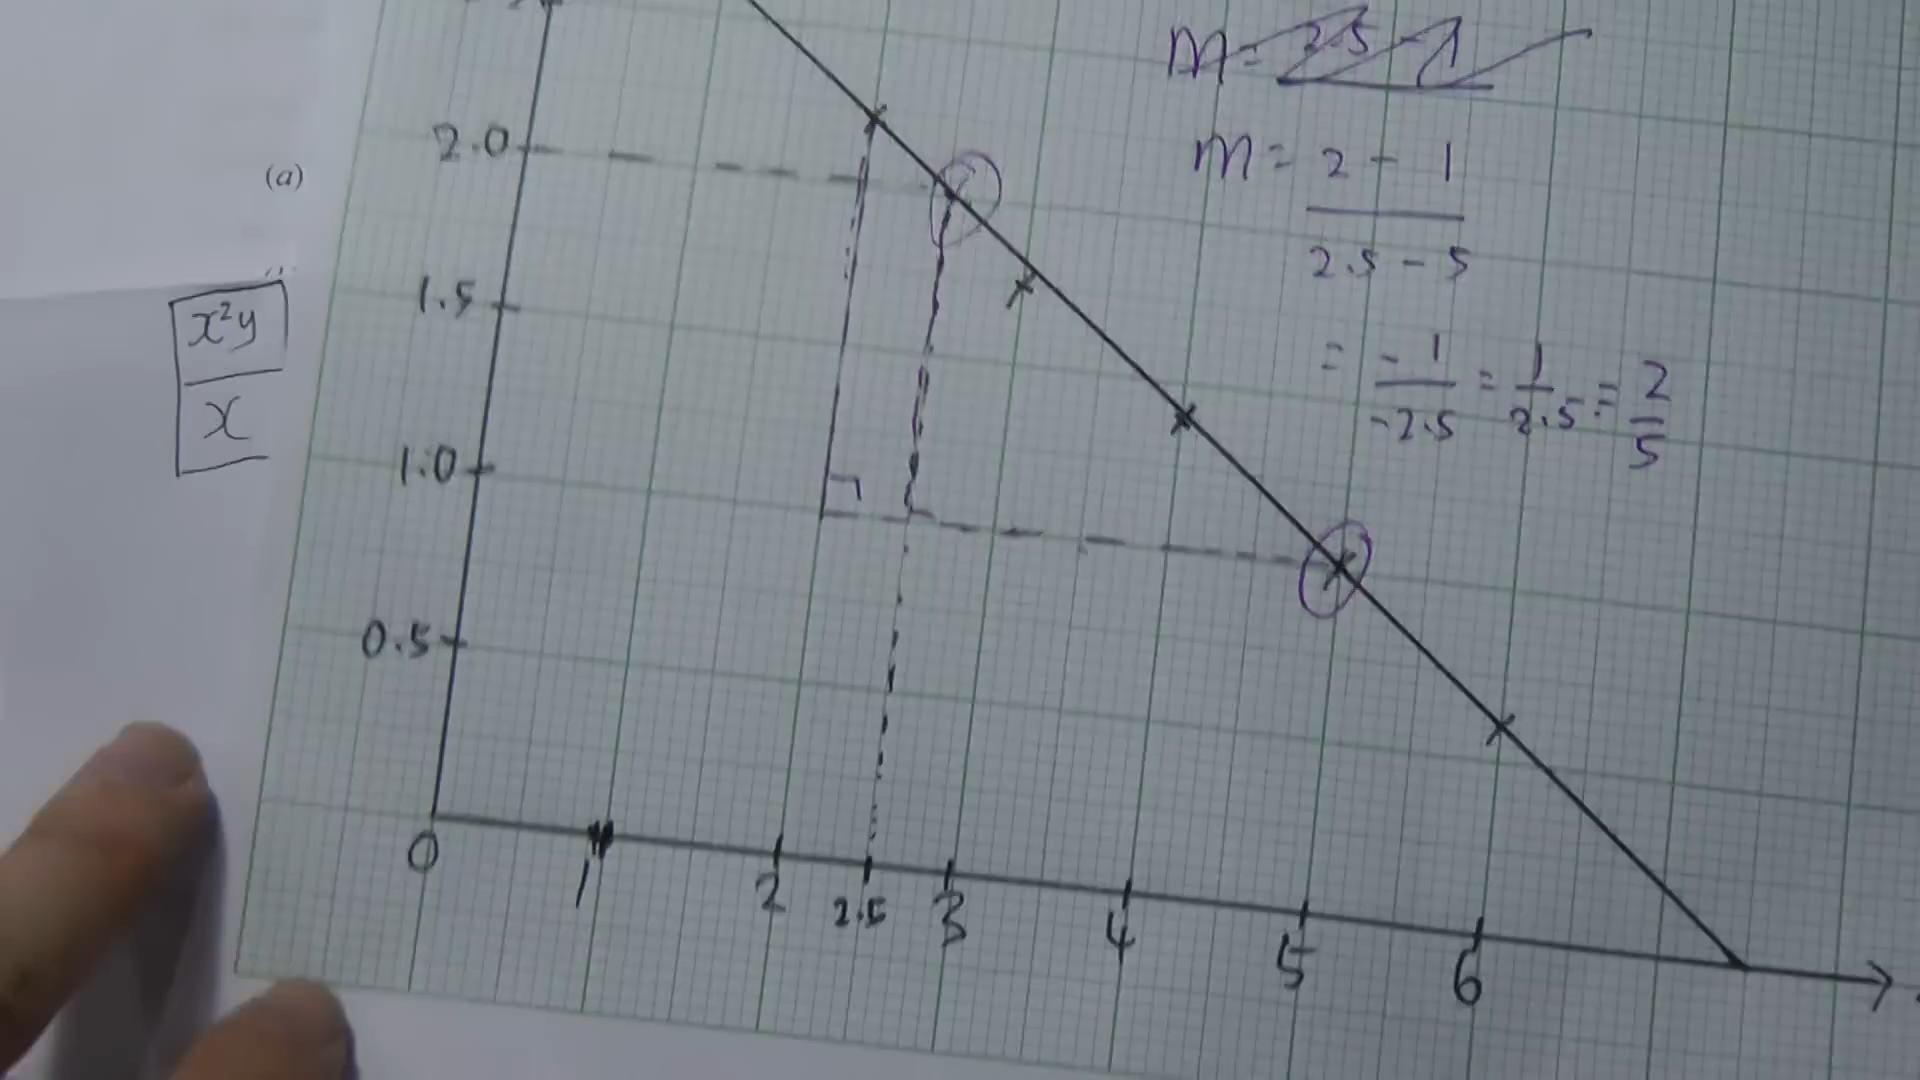 m = 2.5 - 1
2.0
(a)
m = 2 - 1
2.5 - 5
1.5
x²y
x
= -1 = 1 = 2
-2.5 2.5 5
1.0
0.5
0
1
2
2.5
3
4
5
6